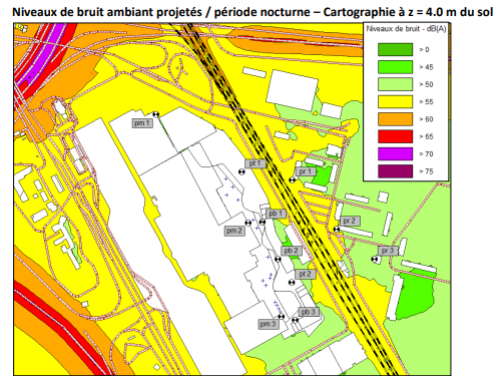 Niveaux de bruit ambiant projetés / période nocturne – Cartographie à z = 4.0 m du sol
Niveaux de bruit - dB(A)
> 0
> 45
> 50
> 55
> 60
> 65
> 70
> 75
pm 1
pt 1
pr 1
pb 1
pm 2
pr 2
pb 2
pr 3
pt 2
pm 3
pb 3